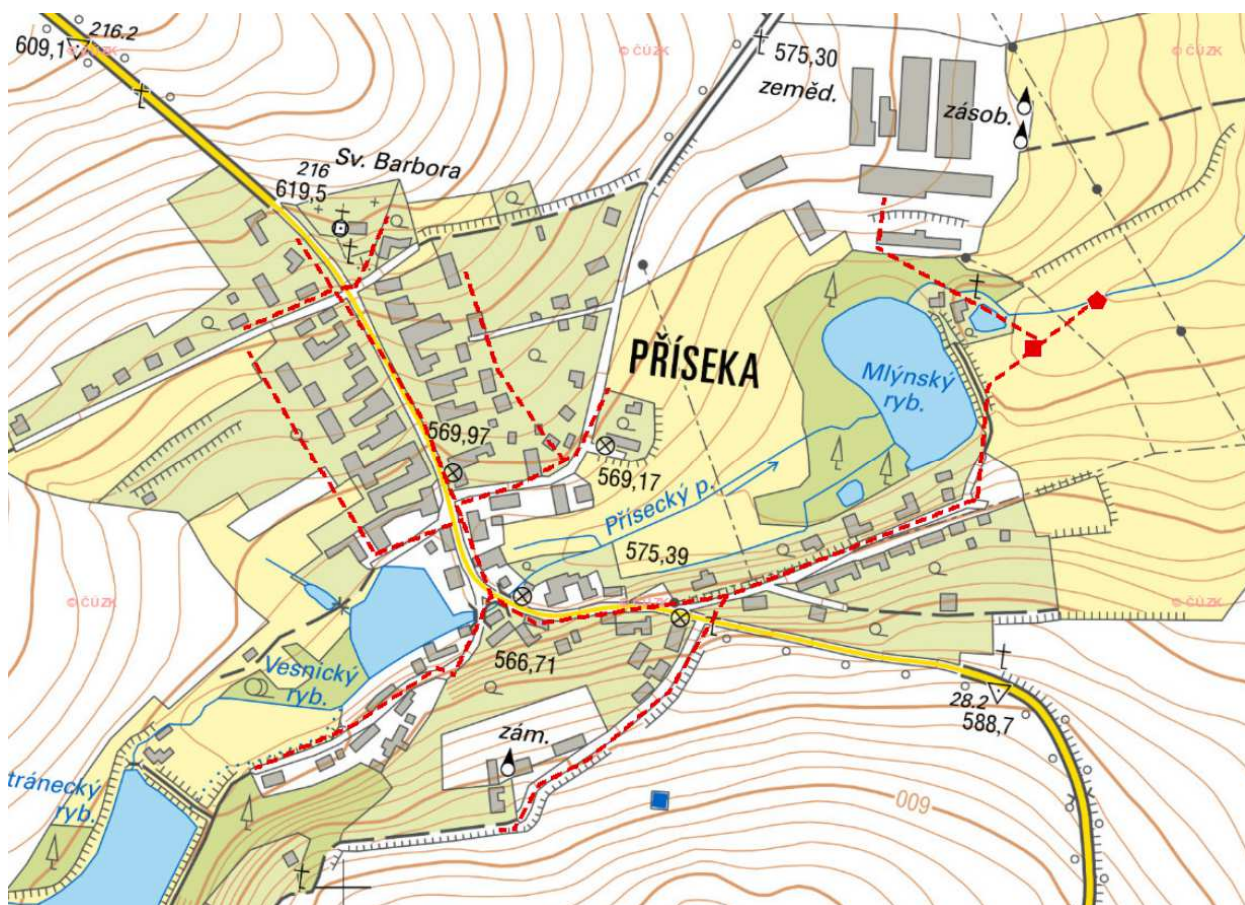 216.2
609,1
© ČÚZK
© ČÚZK
© ČÚZK
575,30
zeměd.
zásob.
Sv. Barbora
216
619,5
PŘÍSEKA
Mlýnský
ryb.
569,97
569,17
Přísecký p.
575,39
© ČÚZK
© ČÚZK
© ČÚZK
566,71
Vesnický
ryb.
28.2
588,7
zám.
tránecký
ryb.
600